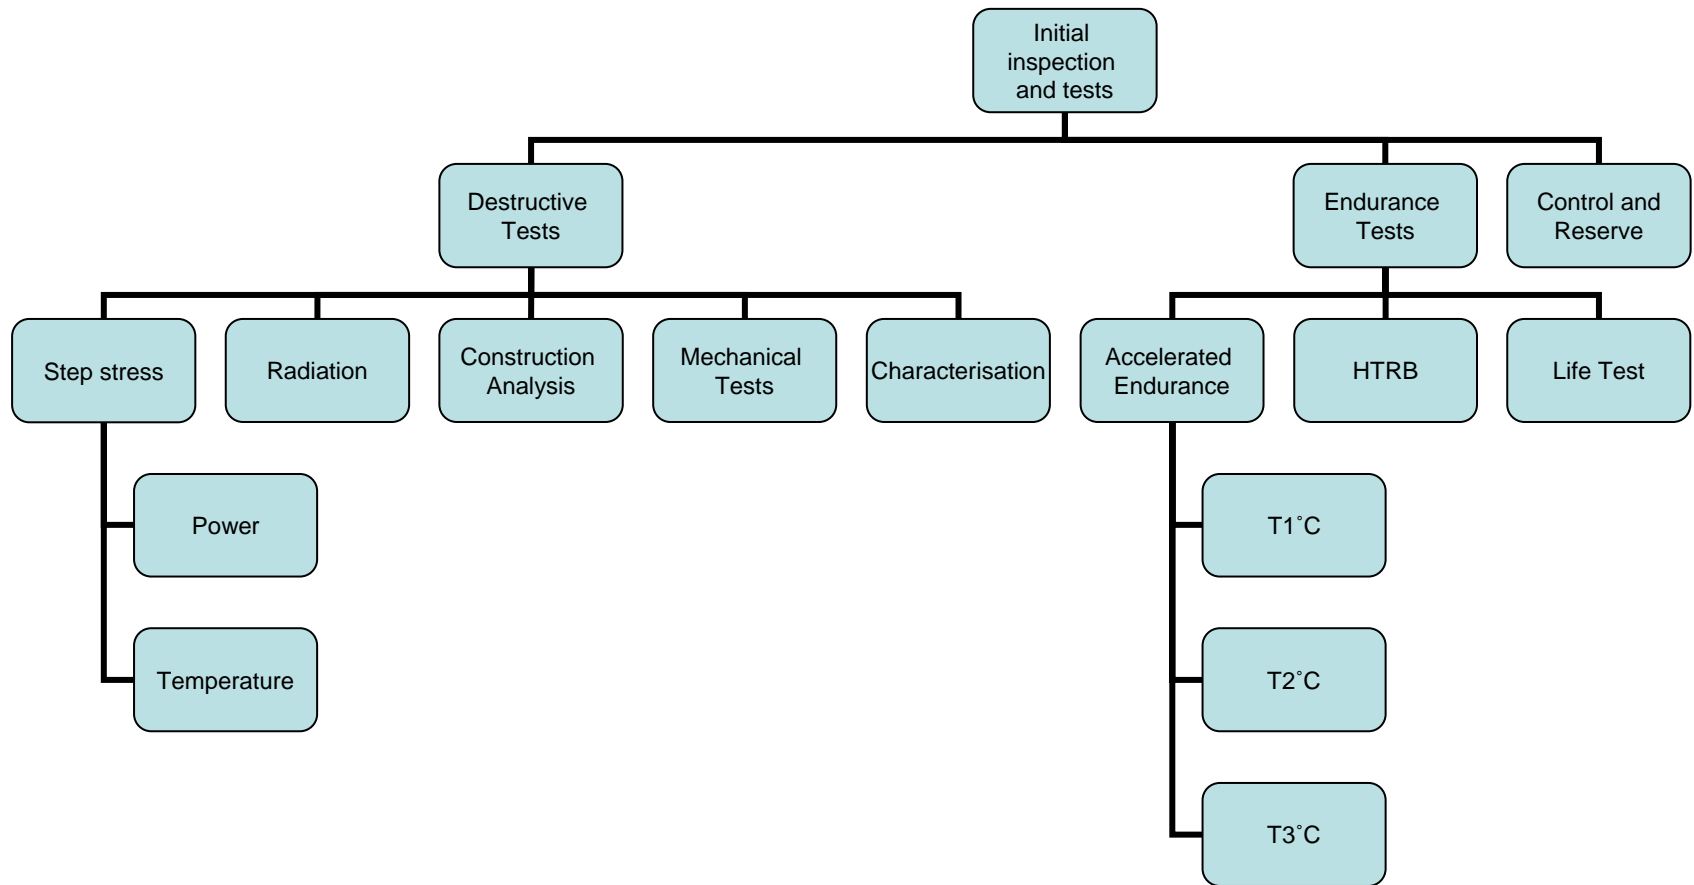 Initial
inspection
and tests
Destructive
Tests
Endurance
Tests
Control and
Reserve
Step stress
Radiation
Construction
Analysis
Mechanical
Tests
Characterisation
Accelerated
Endurance
HTRB
Life Test
Power
T1˚C
Temperature
T2˚C
T3˚C